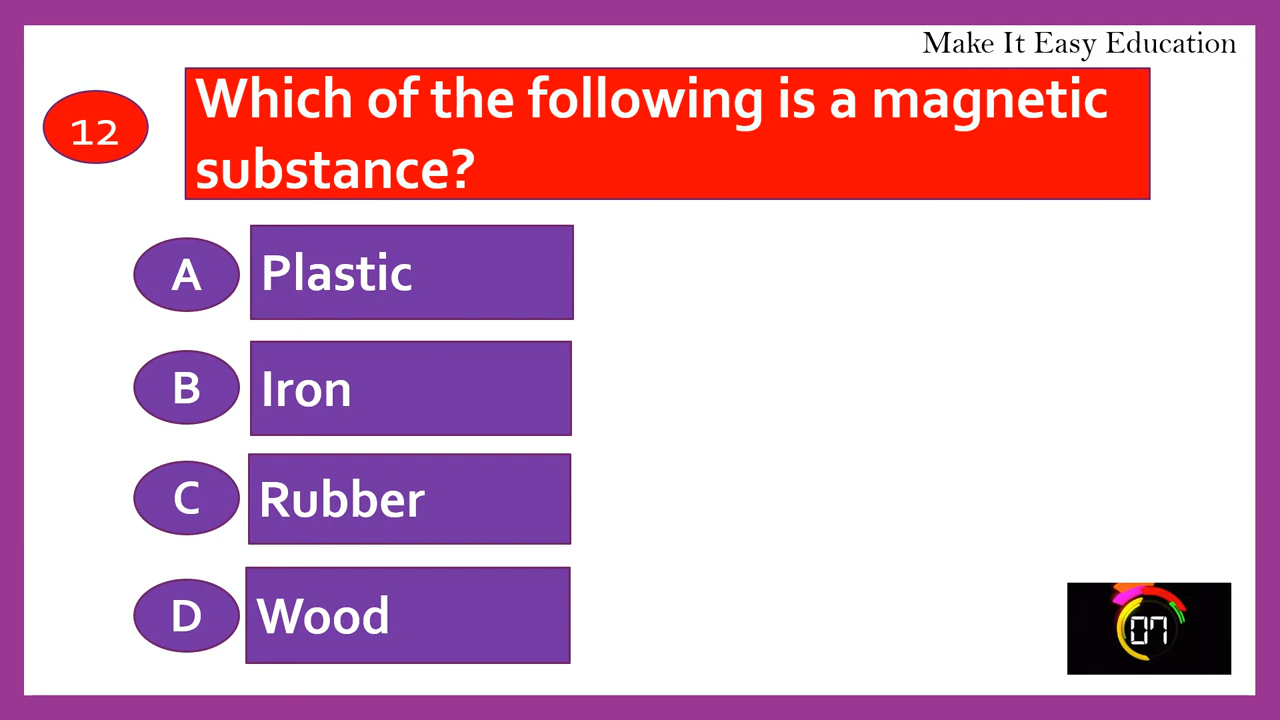 Make It Easy Education
12
Which of the following is a magnetic
substance?
A
Plastic
B
Iron
C
Rubber
D
Wood
07